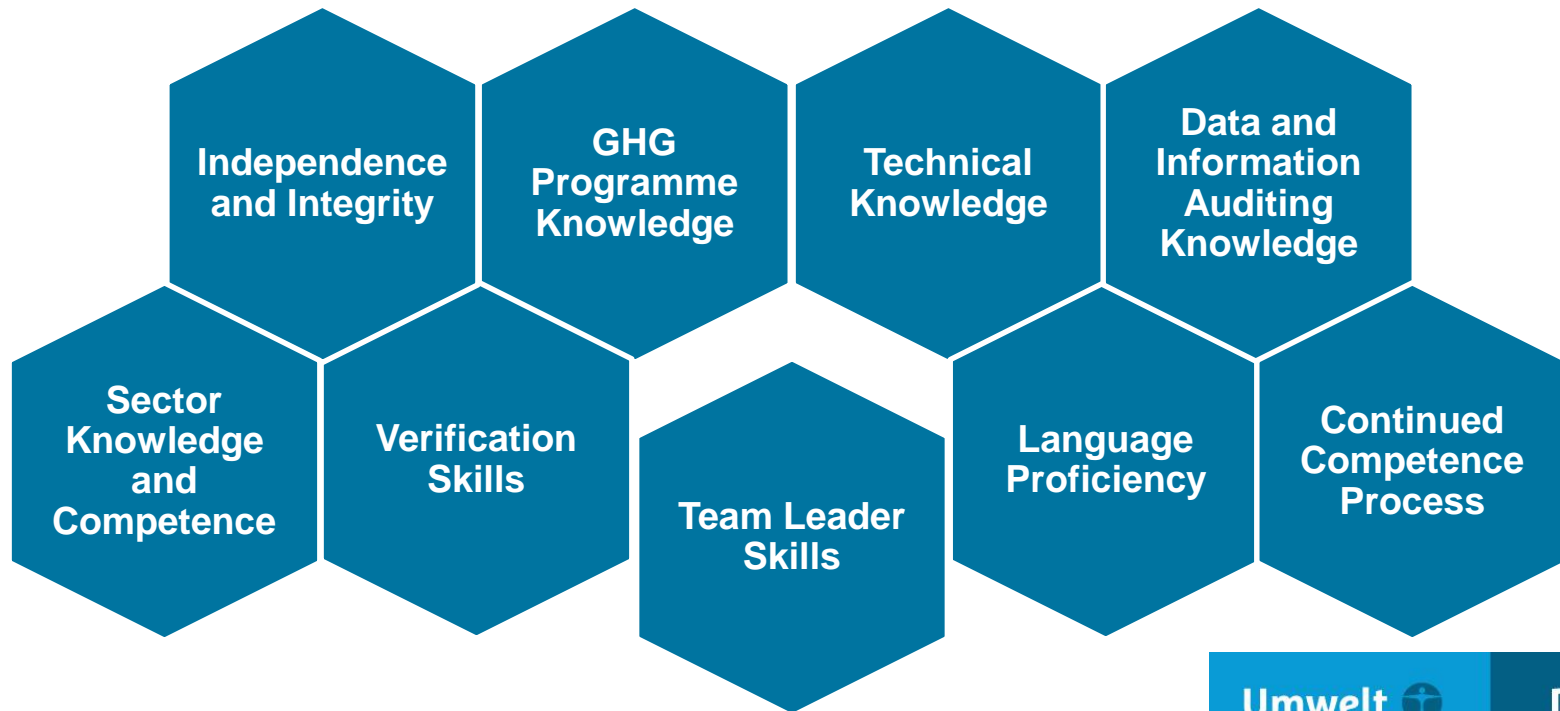 Independence
and Integrity
GHG
Programme
Knowledge
Technical
Knowledge
Data and
Information
Auditing
Knowledge
Sector
Knowledge
and
Competence
Verification
Skills
Team Leader
Skills
Language
Proficiency
Continued
Competence
Process
Umwelt